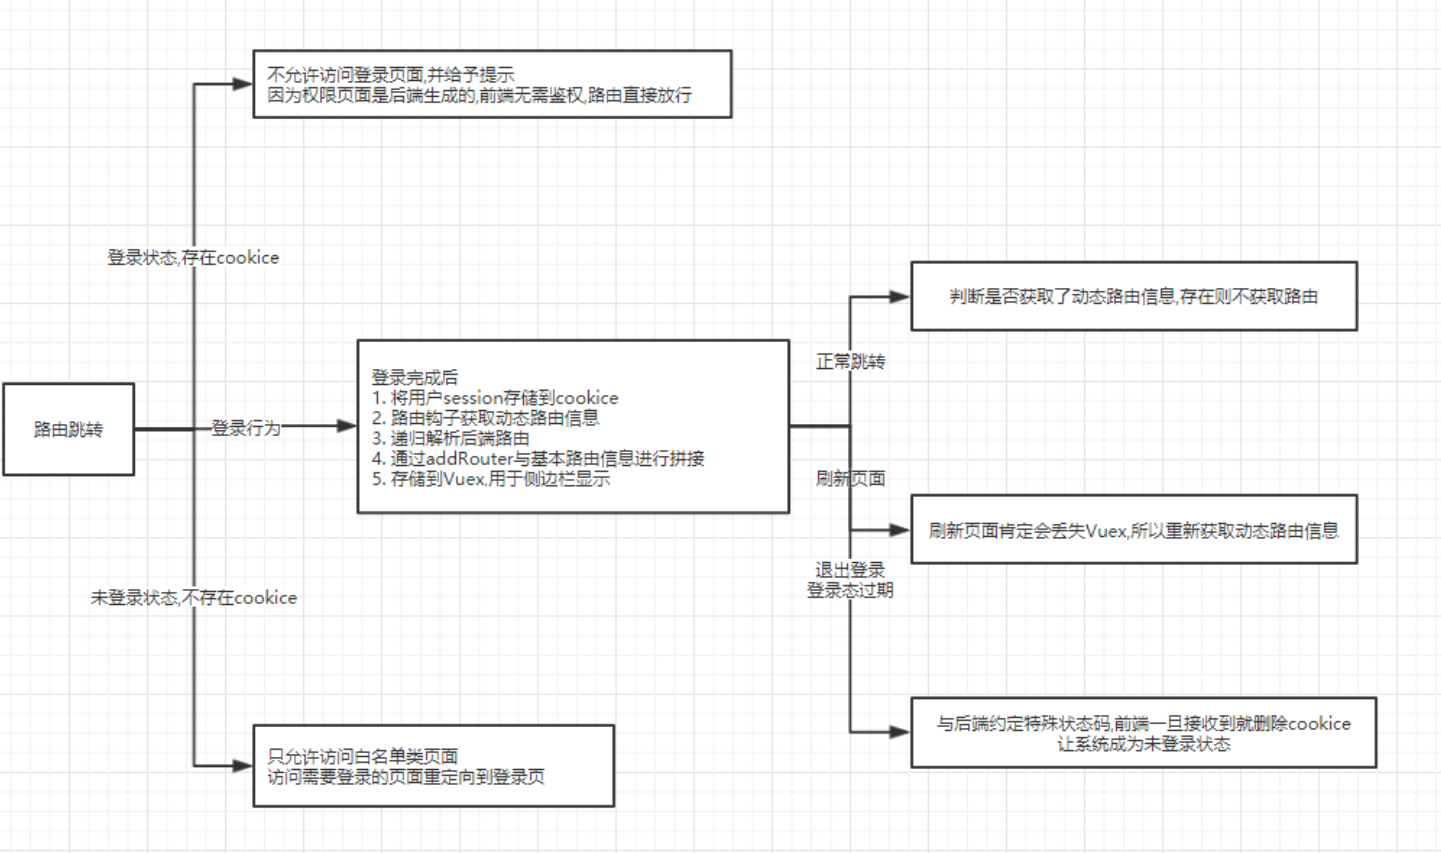 不允许访问登录页面,并给予提示
因为权限页面是后端生成的,前端无需鉴权,路由直接放行
登录状态,存在cookice
判断是否获取了动态路由信息,存在则不获取路由
正常跳转
登录完成后
1. 将用户session存储到cookice
2. 路由钩子获取动态路由信息
3. 递归解析后端路由
4. 通过addRouter与基本路由信息进行拼接
5. 存储到Vuex,用于侧边栏显示
路由跳转
登录行为
刷新页面
刷新页面肯定会丢失Vuex,所以重新获取动态路由信息
退出登录
登录态过期
未登录状态,不存在cookice
与后端约定特殊状态码,前端一旦接收到就删除cookice
让系统成为未登录状态
只允许访问白名单类页面
访问需要登录的页面重定向到登录页